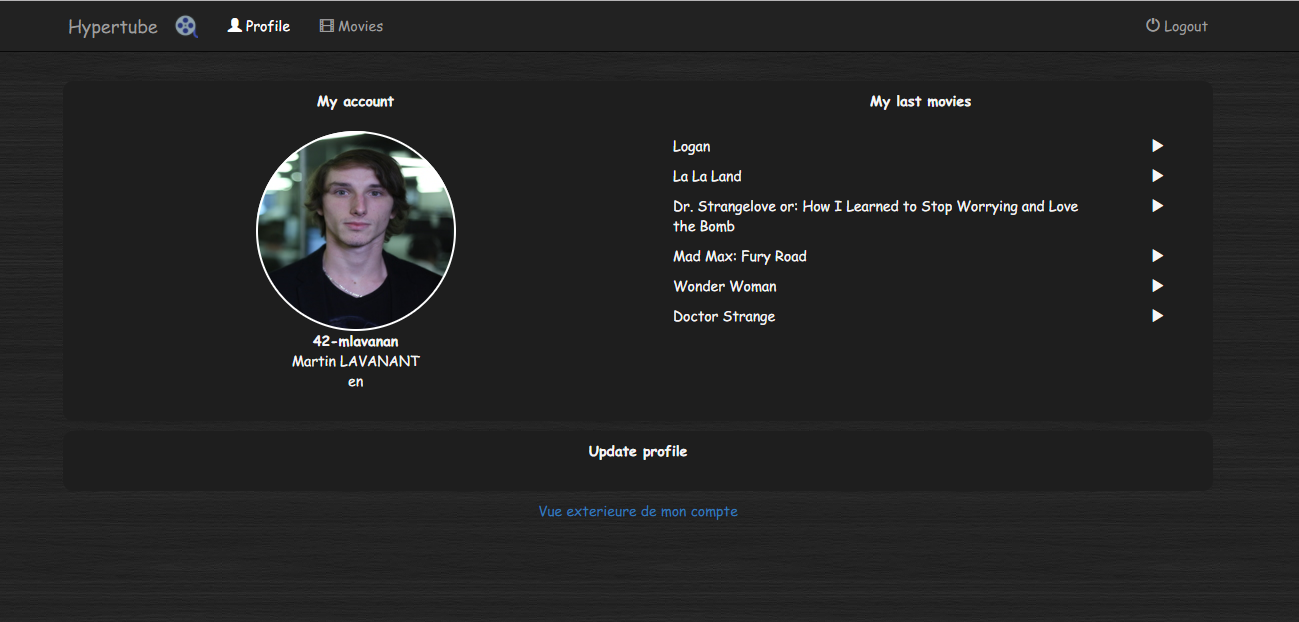 Hypertube
Profile
Movies
Logout
My account
42-mlavanan
Martin LAVANANT
en
My last movies
Logan
La La Land
Dr. Strangelove or: How I Learned to Stop Worrying and Love
the Bomb
Mad Max: Fury Road
Wonder Woman
Doctor Strange
Update profile
Vue exterieure de mon compte